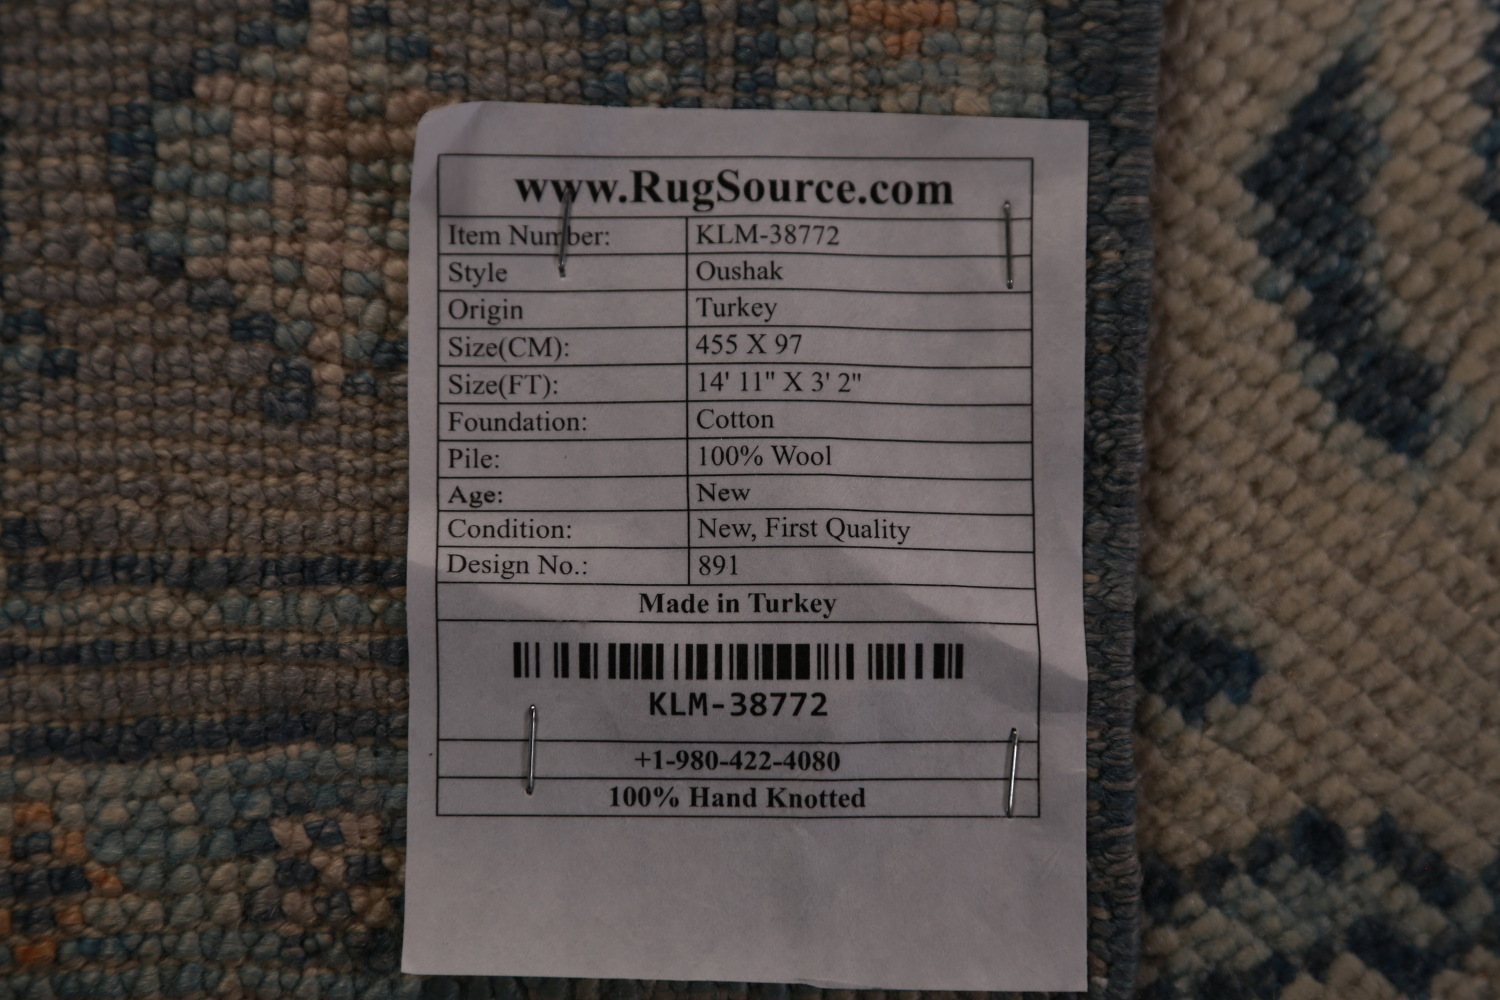 www.RugSource.com
Item Number: KLM-38772
Style Oushak
Origin Turkey
Size(CM): 455 X 97
Size(FT): 14' 11" X 3' 2"
Foundation: Cotton
Pile: 100% Wool
Age: New
Condition: New, First Quality
Design No.: 891
Made in Turkey
KLM-38772
+1-980-422-4080
100% Hand Knotted